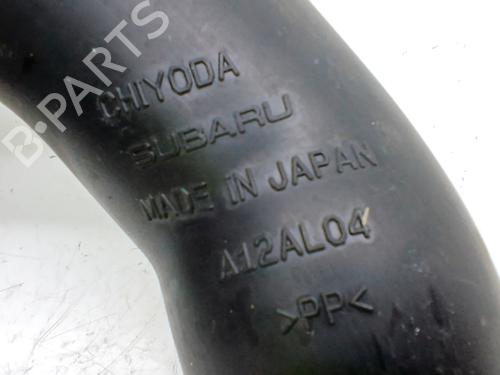 CHIYODA
SUBARU
MADE IN JAPAN
A12AL04
>PP<
B-PARTS